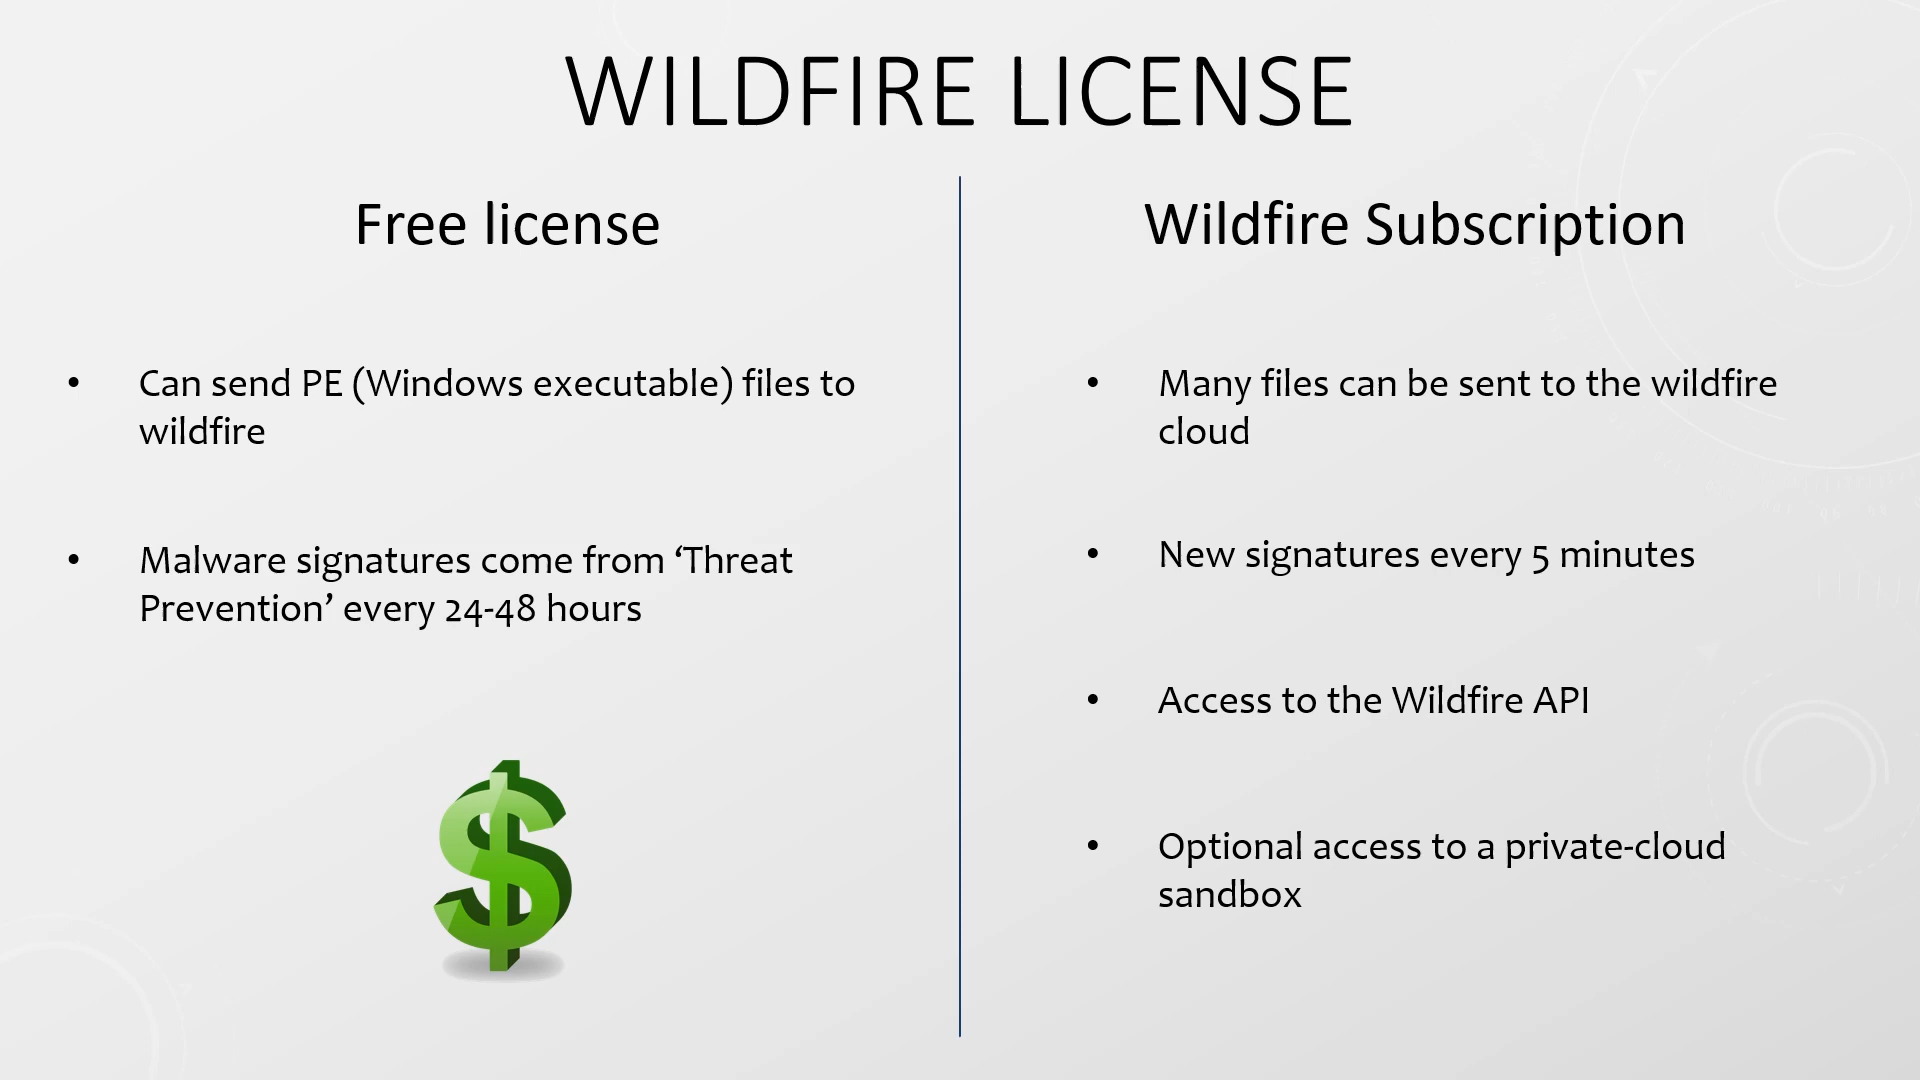 WILDFIRE LICENSE
Free license
• Can send PE (Windows executable) files to
wildfire
• Malware signatures come from ‘Threat
Prevention’ every 24-48 hours
Wildfire Subscription
• Many files can be sent to the wildfire
cloud
• New signatures every 5 minutes
• Access to the Wildfire API
• Optional access to a private-cloud
sandbox